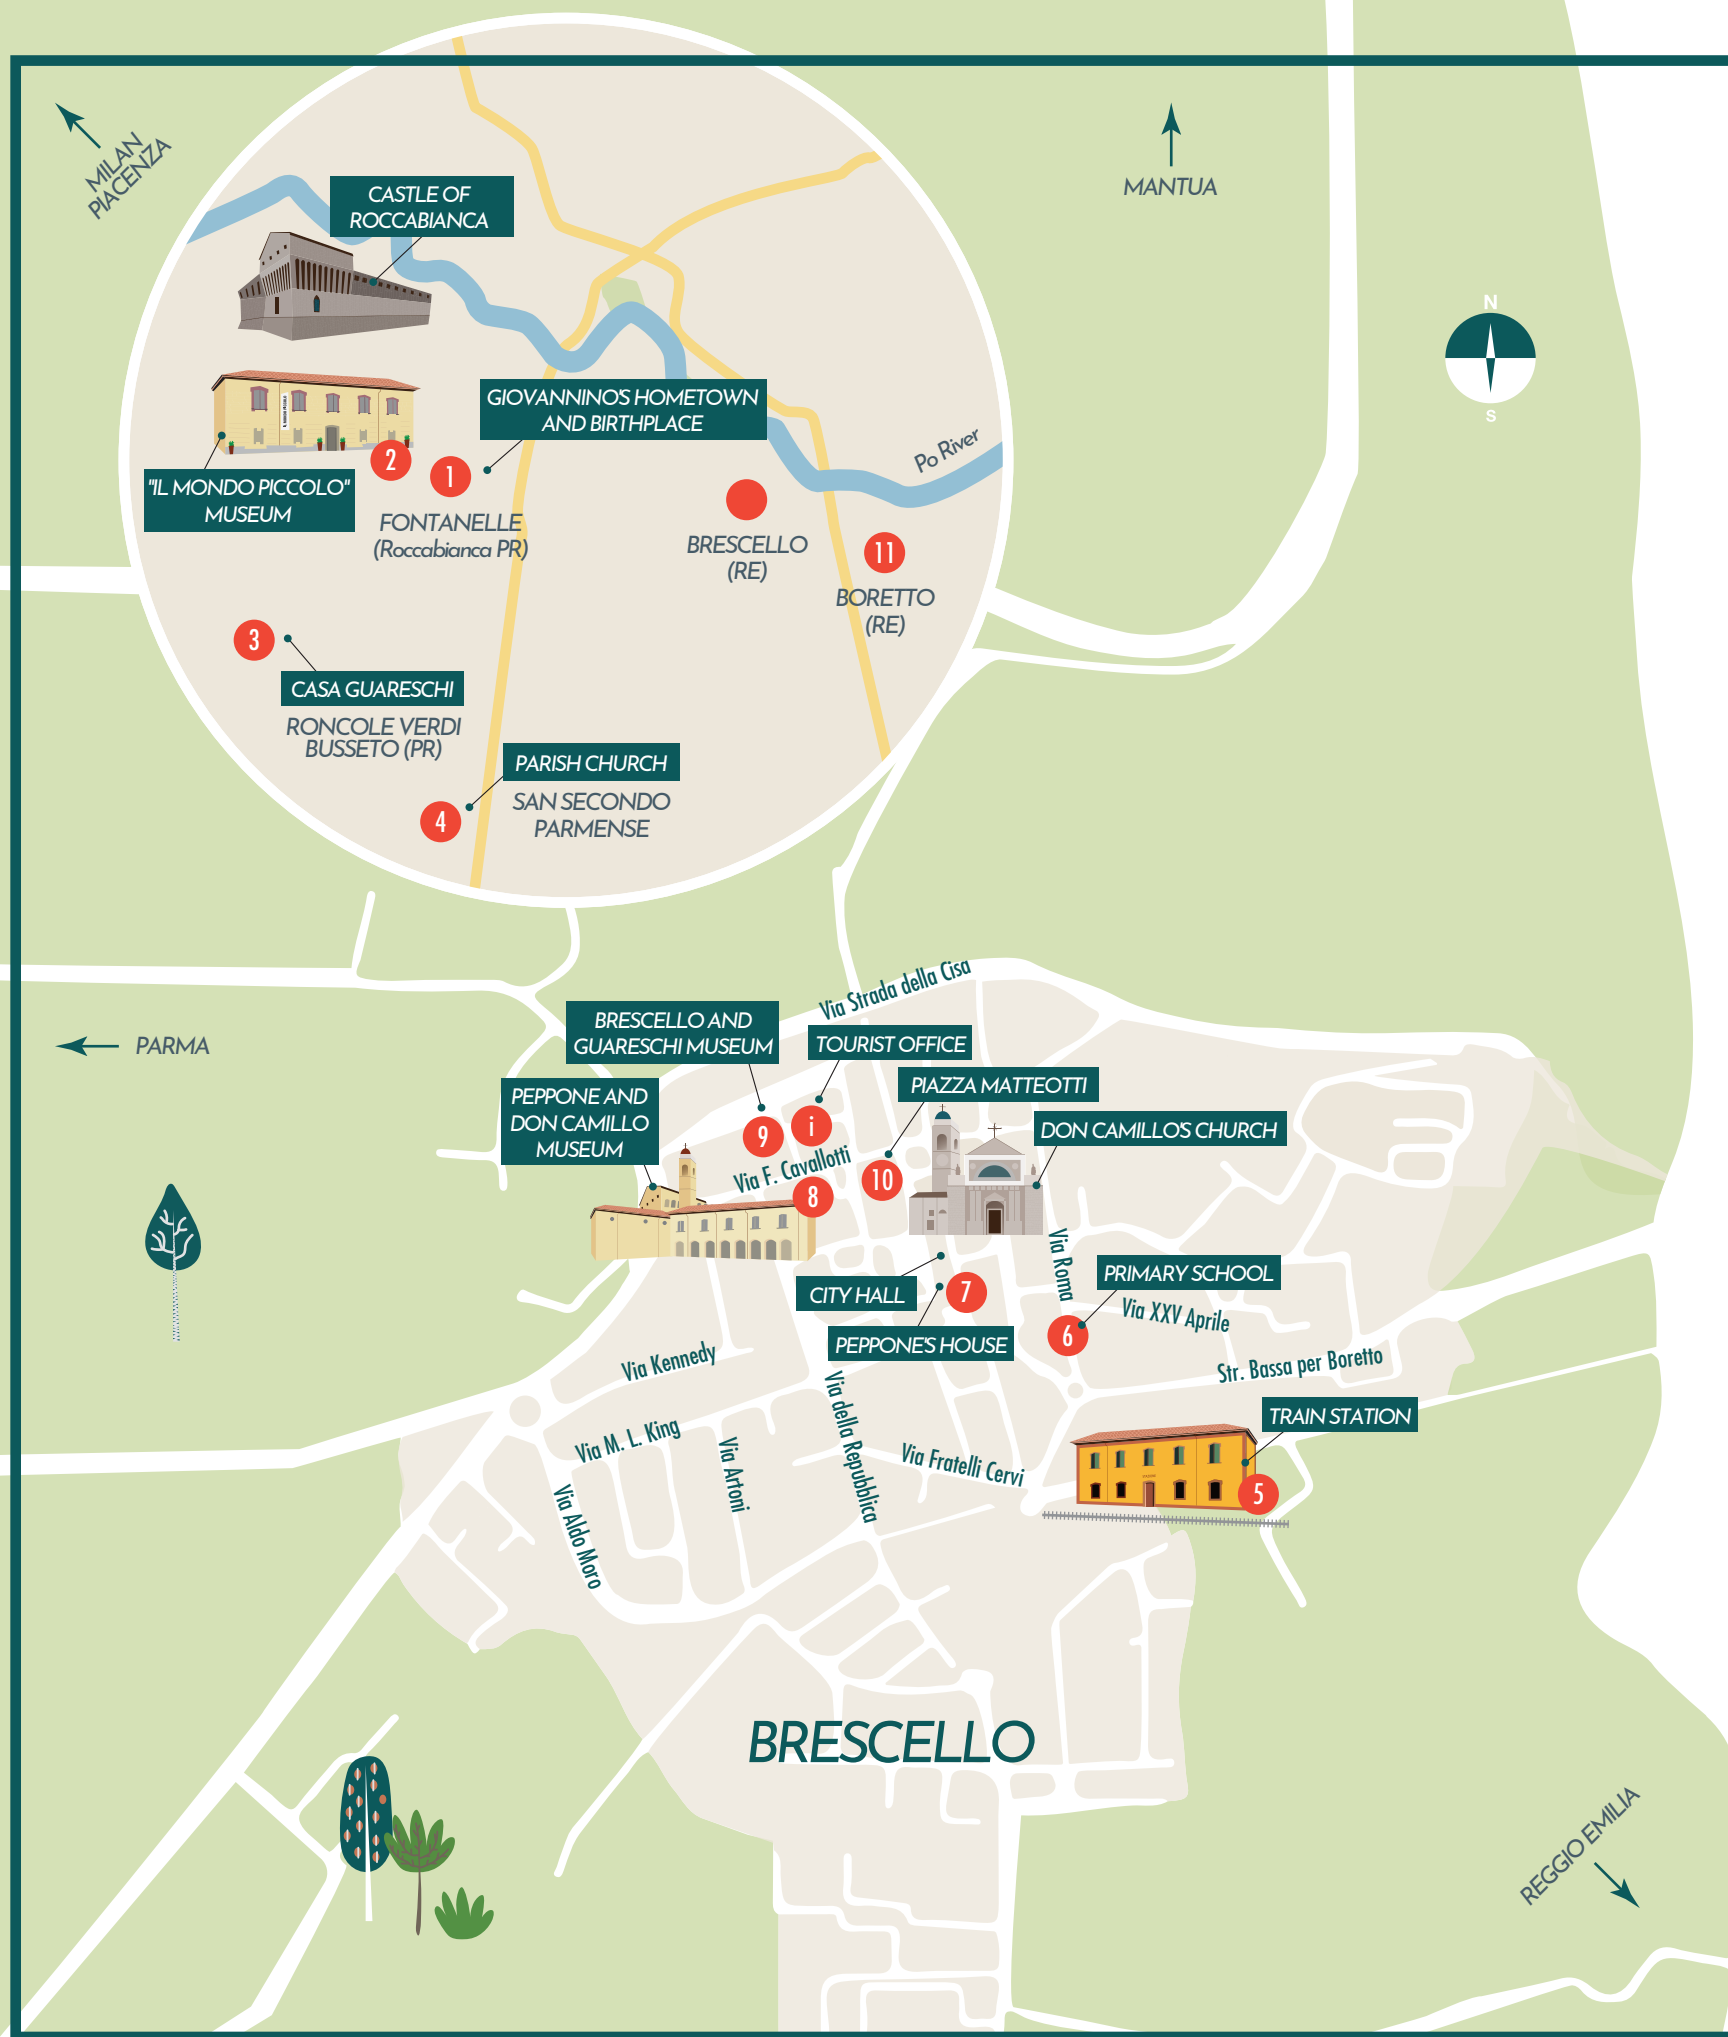 MILAN
PIACENZA
MANTUA
N
S
CASTLE OF
ROCCABIANCA
GIOVANNINO'S HOMETOWN
AND BIRTHPLACE
Po River
2
1
"IL MONDO PICCOLO"
MUSEUM
FONTANELLE
(Roccabianca PR)
BRESCELLO
(RE)
11
BORETTO
(RE)
3
CASA GUARESCHI
RONCOLE VERDI
BUSSETO (PR)
PARISH CHURCH
4
SAN SECONDO
PARMENSE
Via Strada della Cisa
BRESCELLO AND
GUARESCHI MUSEUM
TOURIST OFFICE
PARMA
PIAZZA MATTEOTTI
PEPPONE AND
DON CAMILLO
MUSEUM
DON CAMILLO'S CHURCH
9
i
Via F. Cavallotti
10
8
Via Roma
PRIMARY SCHOOL
CITY HALL
7
Via XXV Aprile
6
PEPPONE'S HOUSE
Via Kennedy
Str. Bassa per Boretto
TRAIN STATION
Via M. L. King
Via Artoni
Via della Repubblica
Via Fratelli Cervi
5
Via Aldo Moro
BRESCELLO
REGGIO EMILIA